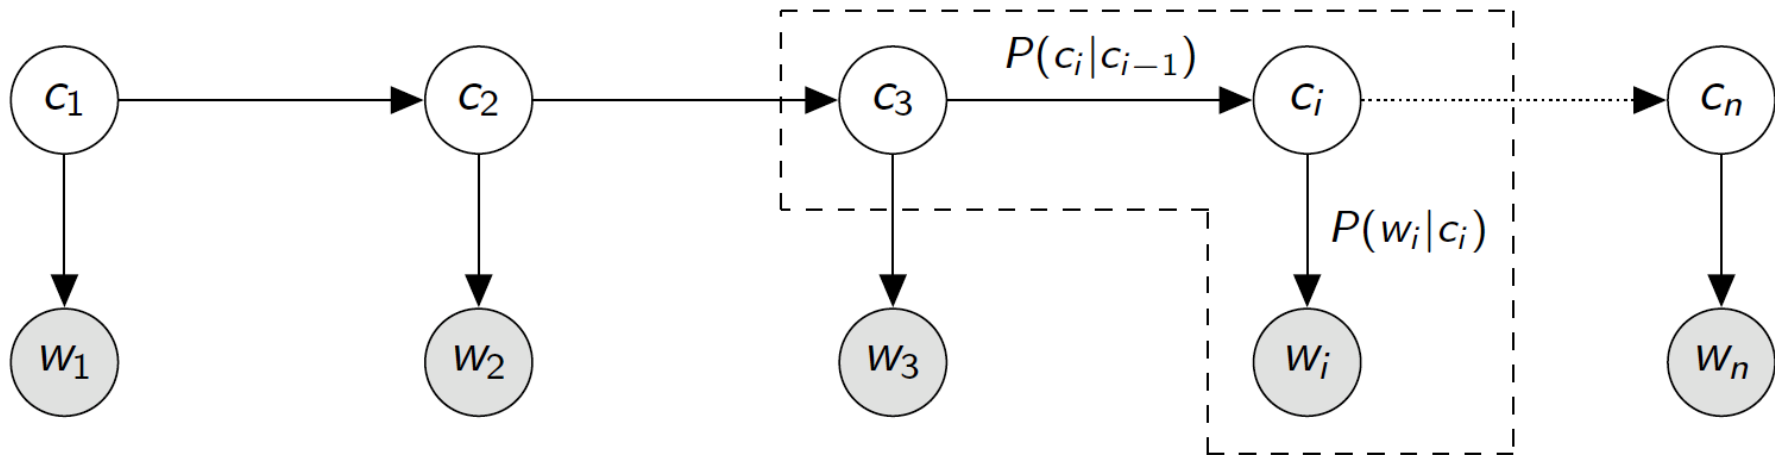 P(cᵢ|cᵢ₋₁)
c₁ c₂ c₃ cᵢ cₙ
P(wᵢ|cᵢ)
w₁ w₂ w₃ wᵢ wₙ